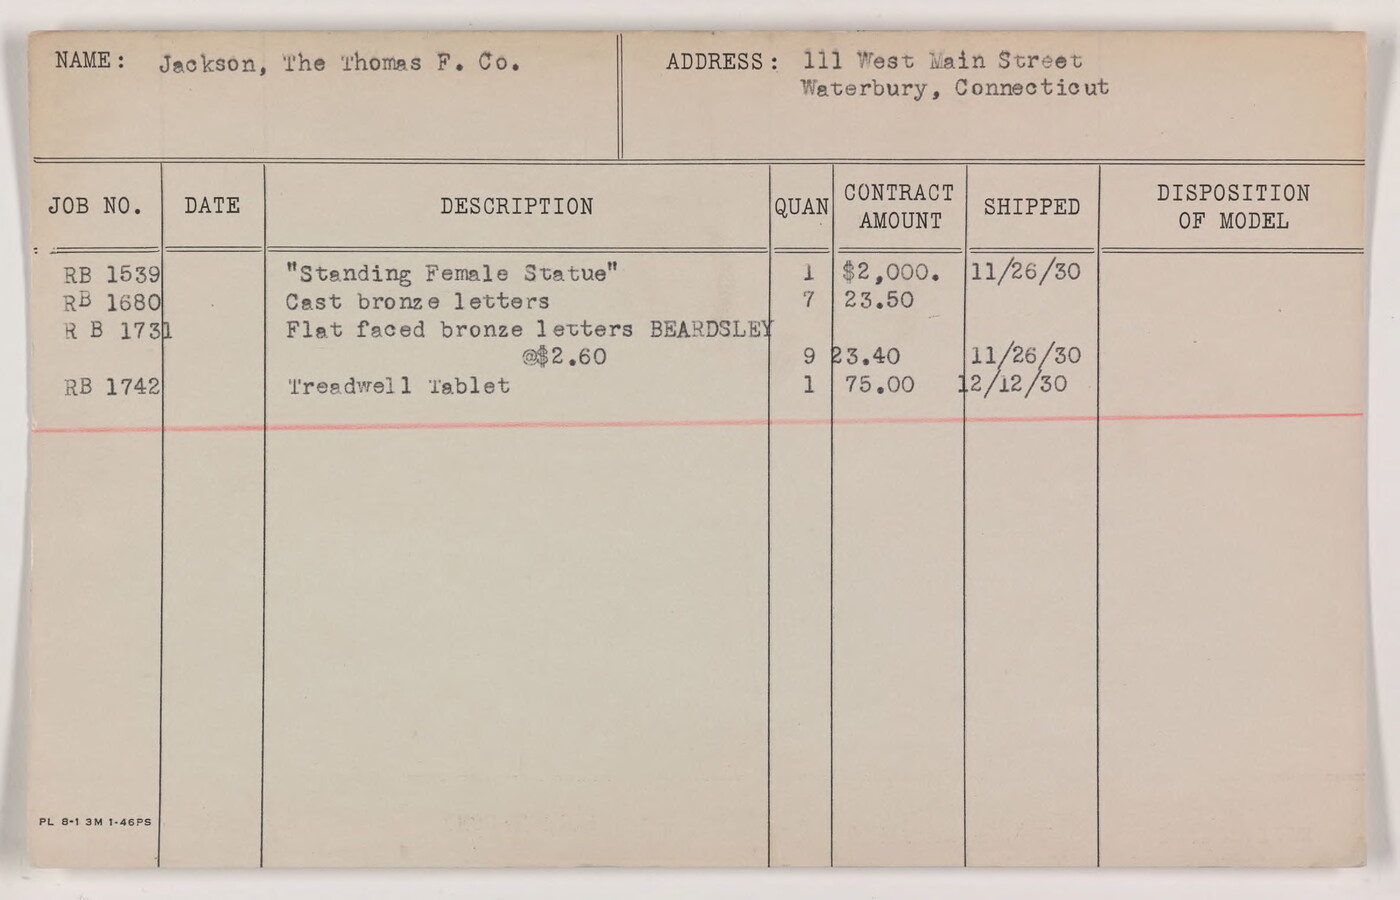 NAME: Jackson, The Thomas F. Co. ADDRESS: 111 West Main Street
Waterbury, Connecticut
JOB NO. DATE DESCRIPTION QUAN CONTRACT AMOUNT SHIPPED DISPOSITION OF MODEL
RB 1539 "Standing Female Statue" 1 $2,000. 11/26/30
RB 1680 Cast bronze letters 7 23.50
R B 1731 Flat faced bronze letters BEARDSLEY
@$2.60 9 23.40 11/26/30
RB 1742 Treadwell Tablet 1 75.00 12/12/30
PL 8-1 3M 1-46PS